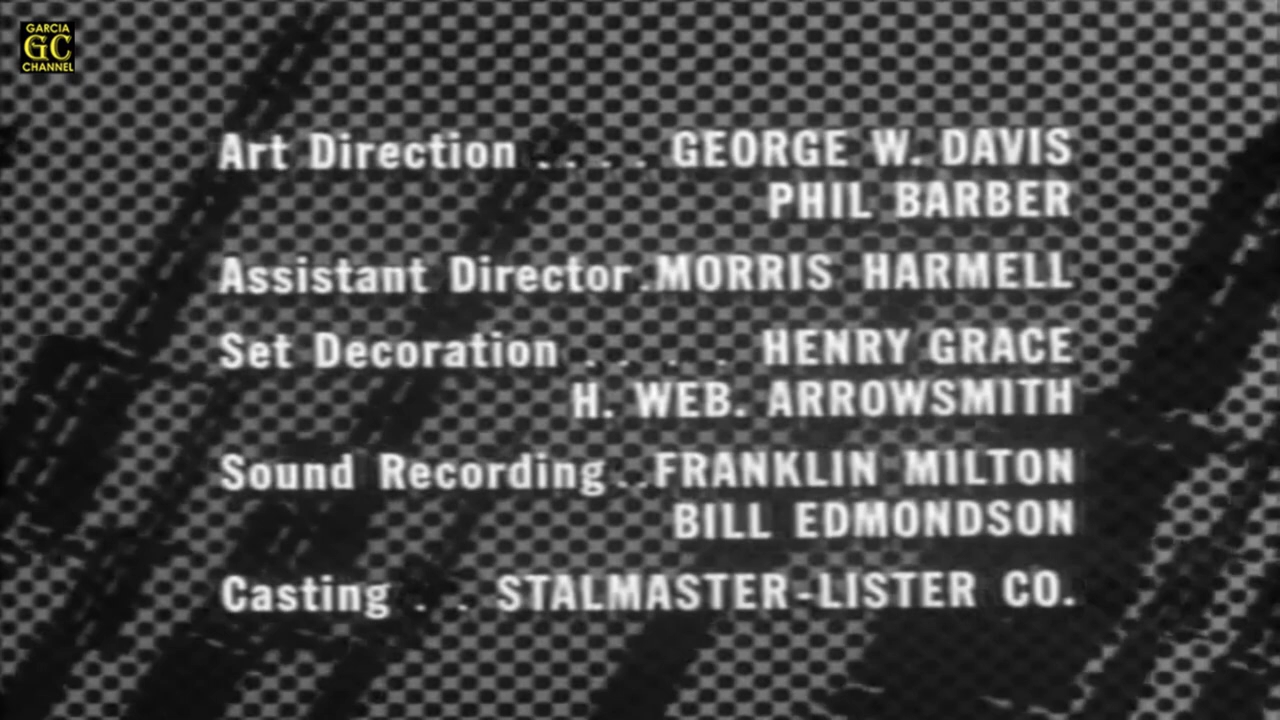 GARCIA
GC
CHANNEL
Art Direction . . . . GEORGE W. DAVIS
PHIL BARBER
Assistant Director . MORRIS HARMELL
Set Decoration . . . . HENRY GRACE
H. WEB. ARROWSMITH
Sound Recording . . FRANKLIN MILTON
BILL EDMONDSON
Casting . . STALMASTER-LISTER CO.